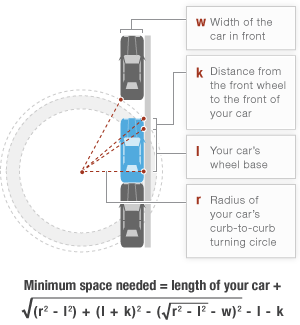 w Width of the
car in front
k Distance from
the front wheel
to the front of
your car
l Your car's
wheel base
r Radius of
your car's
curb-to-curb
turning circle
Minimum space needed = length of your car +
√(r² - l²) + (l + k)² - (√r² - l² - w)² - l - k